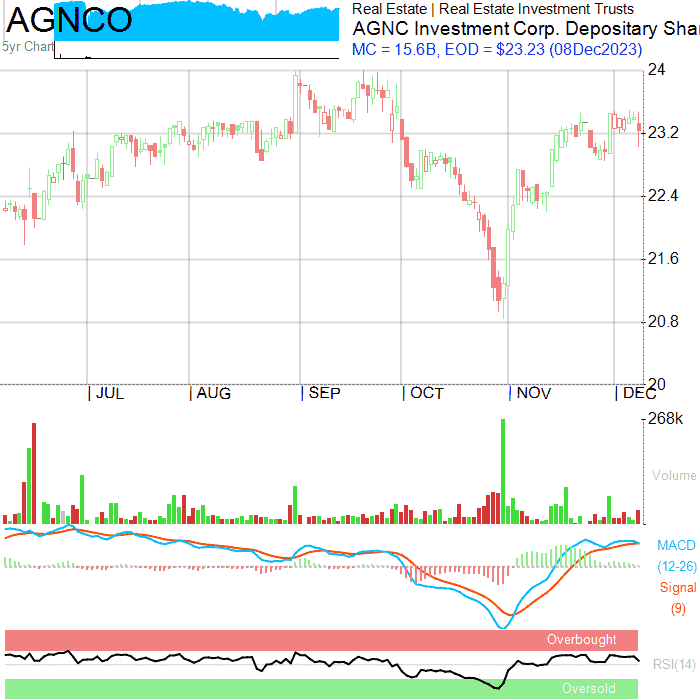 AGNCO
5yr Chart
Real Estate | Real Estate Investment Trusts
AGNC Investment Corp. Depositary Shar
MC = 15.6B, EOD = $23.23 (08Dec2023)
24
23.2
22.4
21.6
20.8
20
JUL AUG SEP OCT NOV DEC
268k
Volume
MACD
(12-26)
Signal
(9)
Overbought
RSI(14)
Oversold